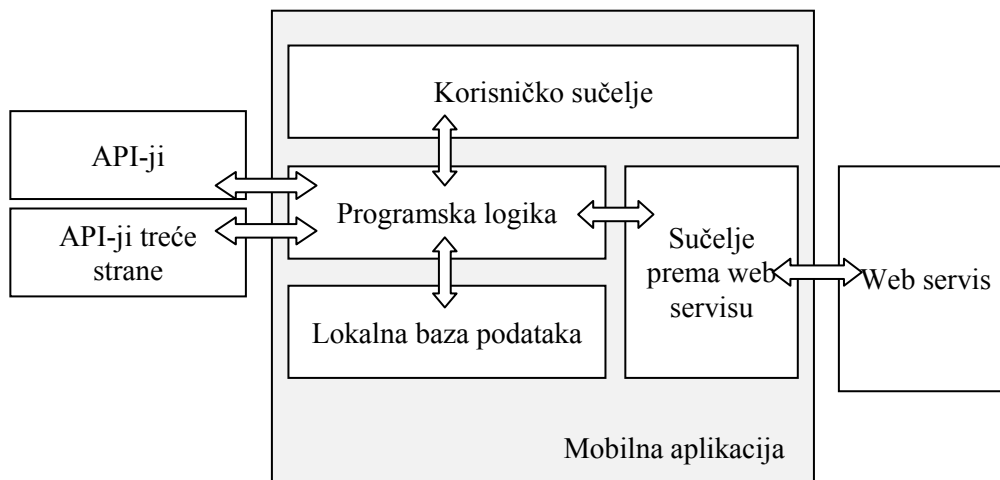 Korisničko sučelje
API-ji
API-ji treće
strane
Programska logika
Sučelje
prema web
servisu
Web servis
Lokalna baza podataka
Mobilna aplikacija